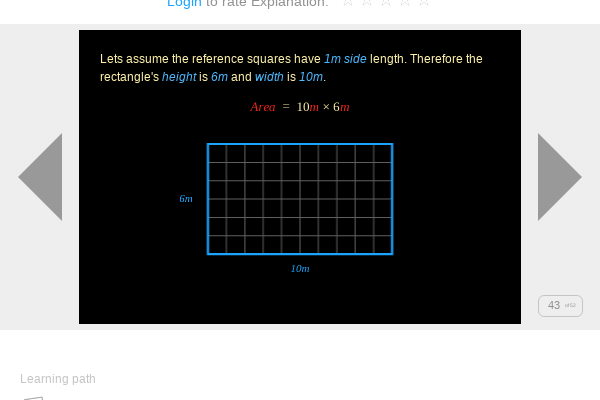 Login to rate Explanation:
Lets assume the reference squares have 1m side length. Therefore the
rectangle's height is 6m and width is 10m.
Area = 10m × 6m
6m
10m
43
Learning path